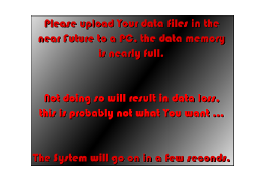 Please upload Your data files in the
near future to a PC, the data memory
is nearly full.
Not doing so will result in data loss,
this is probably not what You want ...
The System will go on in a few seconds.